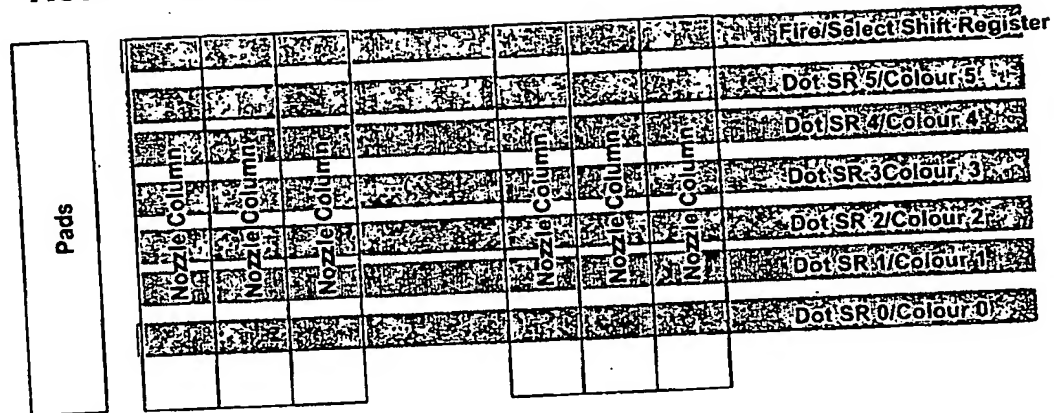 Pads
Nozzle Column
Nozzle Column
Nozzle Column
Nozzle Column
Nozzle Column
Nozzle Column
Fire/Select Shift Register
Dot SR 5/Colour 5
Dot SR 4/Colour 4
Dot SR 3Colour 3
Dot SR 2/Colour 2
Dot SR 1/Colour 1
Dot SR 0/Colour 0